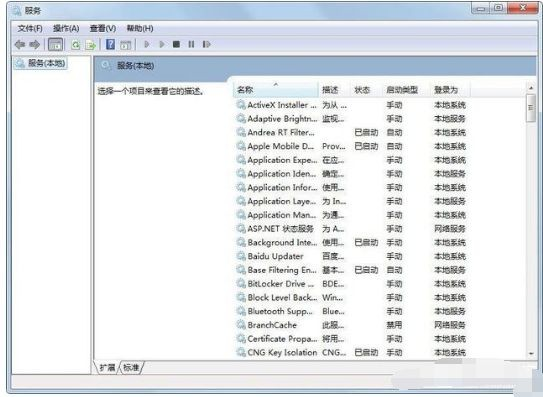 服务
文件(F) 操作(A) 查看(V) 帮助(H)
服务(本地)
服务(本地)
选择一个项目来查看它的描述。
名称 描述 状态 启动类型 登录为
ActiveX Installer ... 为从 ... 手动 本地系统
Adaptive Brightn... 监视... 手动 本地服务
Andrea RT Filter... 已启动 自动 本地系统
Apple Mobile D... Prov... 已启动 自动 本地系统
Application Expe... 在应... 手动 本地系统
Application Iden... 确定... 手动 本地服务
Application Infor... 使用... 手动 本地系统
Application Laye... 为 In... 手动 本地服务
Application Man... 为通... 手动 本地系统
ASP.NET 状态服务 为 A... 手动 网络服务
Background Inte... 使用... 已启动 手动 本地系统
Baidu Updater 百度... 手动 本地系统
Base Filtering En... 基本... 已启动 自动 本地服务
BitLocker Drive ... BDE... 手动 本地系统
Block Level Back... Win... 手动 本地系统
Bluetooth Supp... Blue... 手动 本地服务
BranchCache 此服... 禁用 网络服务
Certificate Propa... 将用... 手动 本地系统
CNG Key Isolation CNG... 已启动 手动 本地系统
扩展 标准